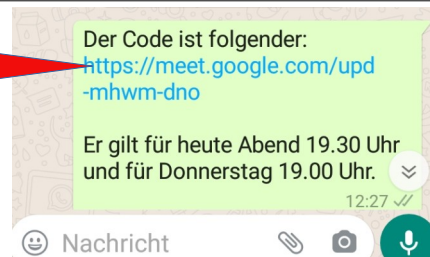 Der Code ist folgender:
https://meet.google.com/upd
-mhwm-dno
Er gilt für heute Abend 19.30 Uhr
und für Donnerstag 19.00 Uhr.
12:27
Nachricht